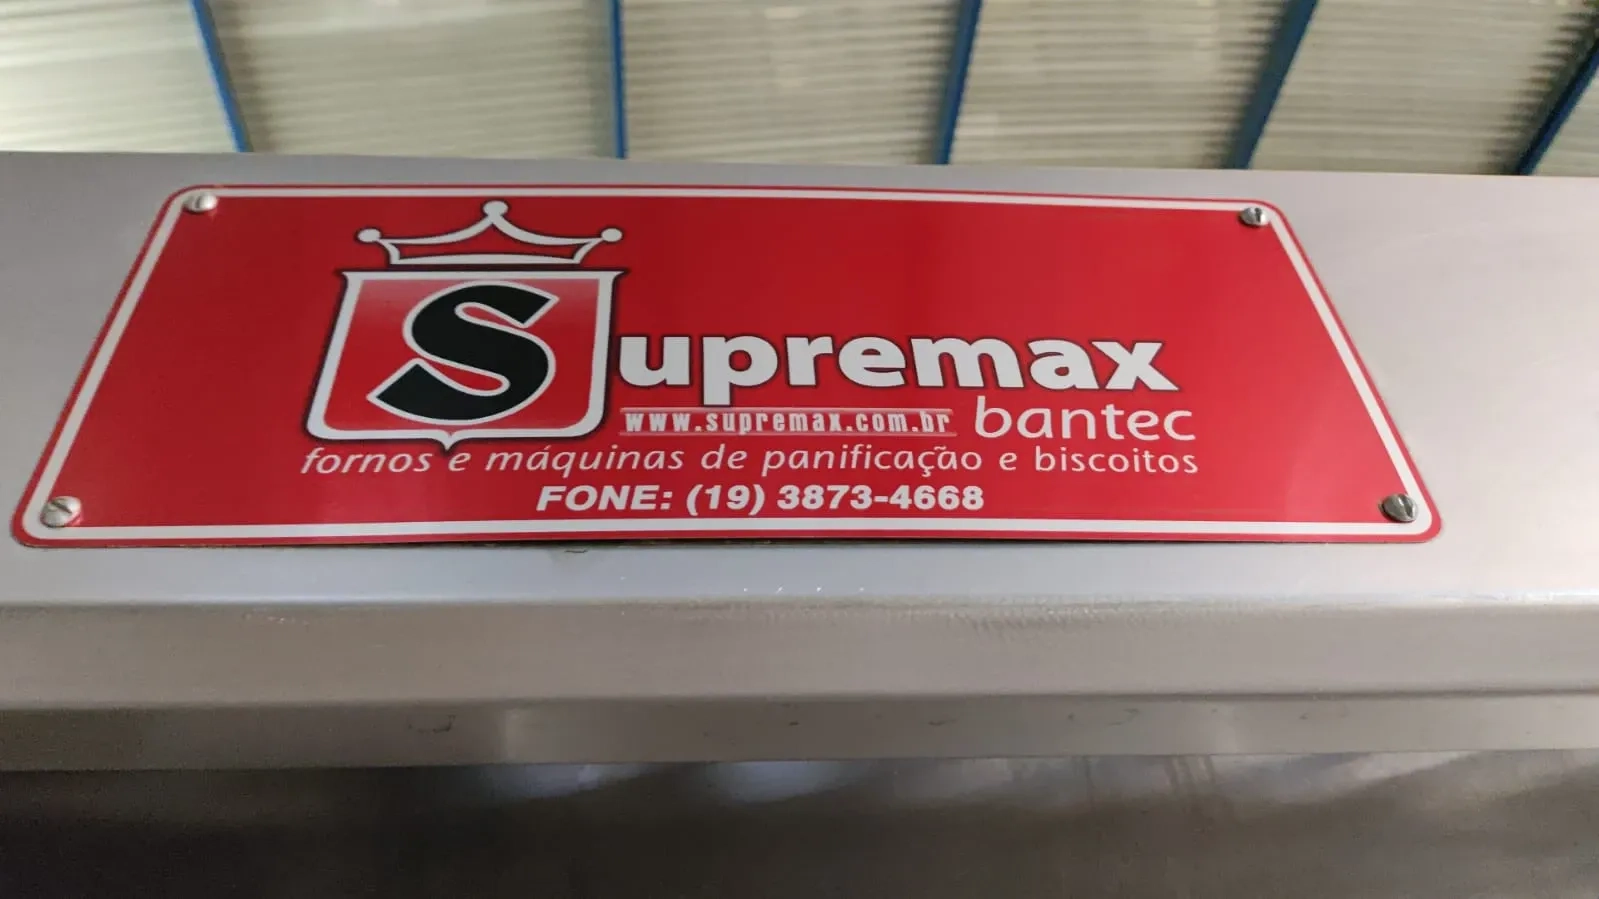 Supremax
www.supremax.com.br bantec
fornos e máquinas de panificação e biscoitos
FONE: (19) 3873-4668